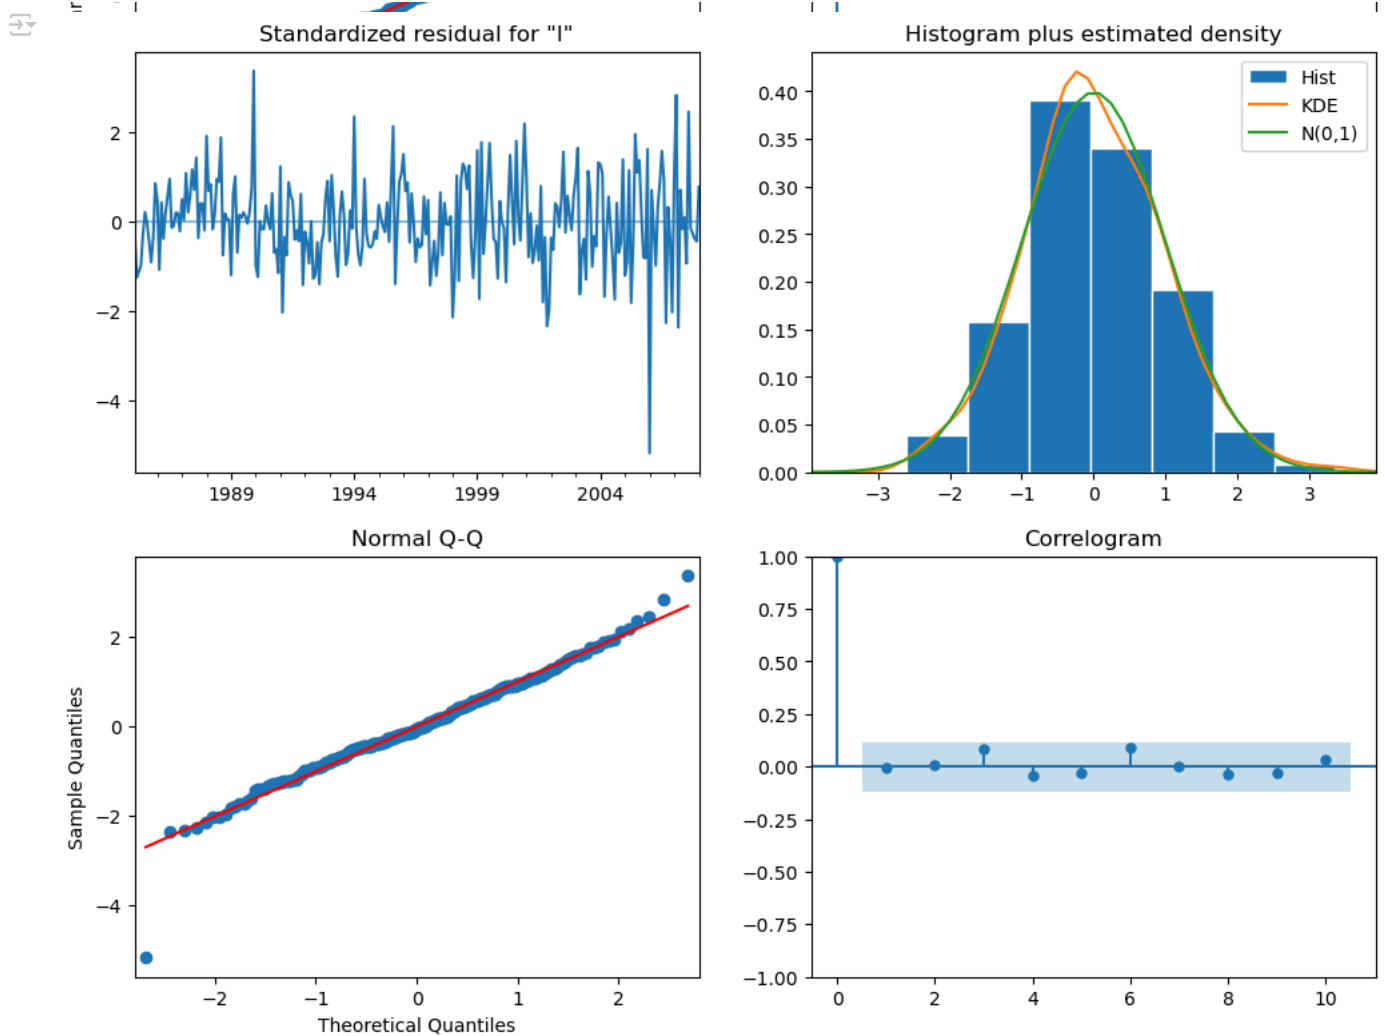 Standardized residual for "I"
2
0
−2
−4
1989 1994 1999 2004
Histogram plus estimated density
Hist
KDE
N(0,1)
0.40
0.35
0.30
0.25
0.20
0.15
0.10
0.05
0.00
−3 −2 −1 0 1 2 3
Normal Q-Q
Sample Quantiles
2
0
−2
−4
−2 −1 0 1 2
Theoretical Quantiles
Correlogram
1.00
0.75
0.50
0.25
0.00
−0.25
−0.50
−0.75
−1.00
0 2 4 6 8 10